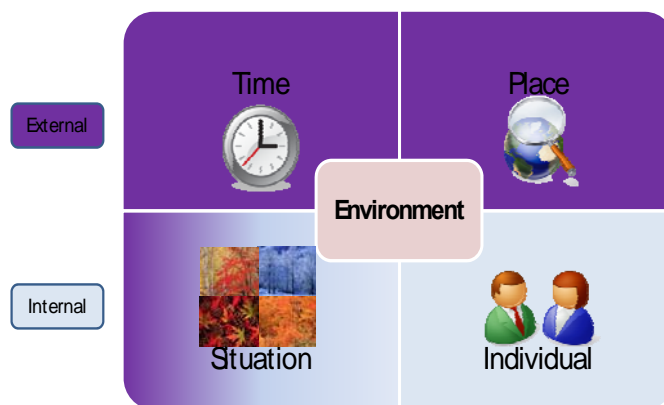 Time
Place
External
Environment
Internal
Situation
Individual